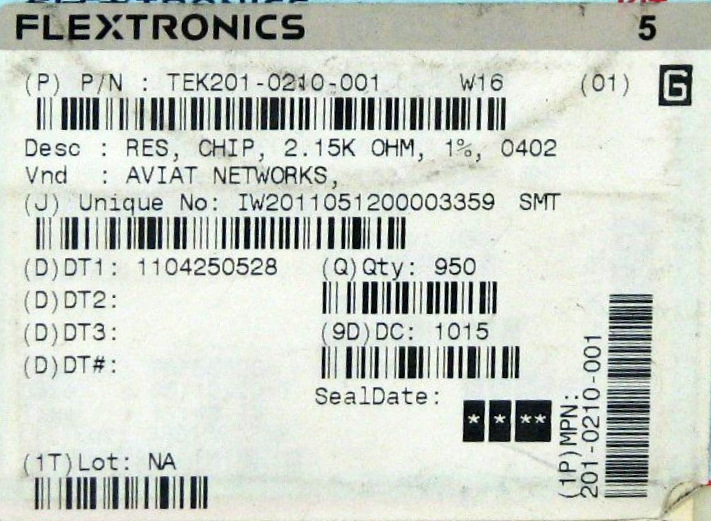 FLEXTRONICS 5
(P) P/N : TEK201-0210-001 W16 (01) G
Desc : RES, CHIP, 2.15K OHM, 1%, 0402
Vnd : AVIAT NETWORKS,
(J) Unique No: IW2011051200003359 SMT
(D)DT1: 1104250528 (Q)Qty: 950
(D)DT2:
(D)DT3: (9D)DC: 1015
(D)DT#:
SealDate: * * **
(1P)MPN:
201-0210-001
(1T)Lot: NA